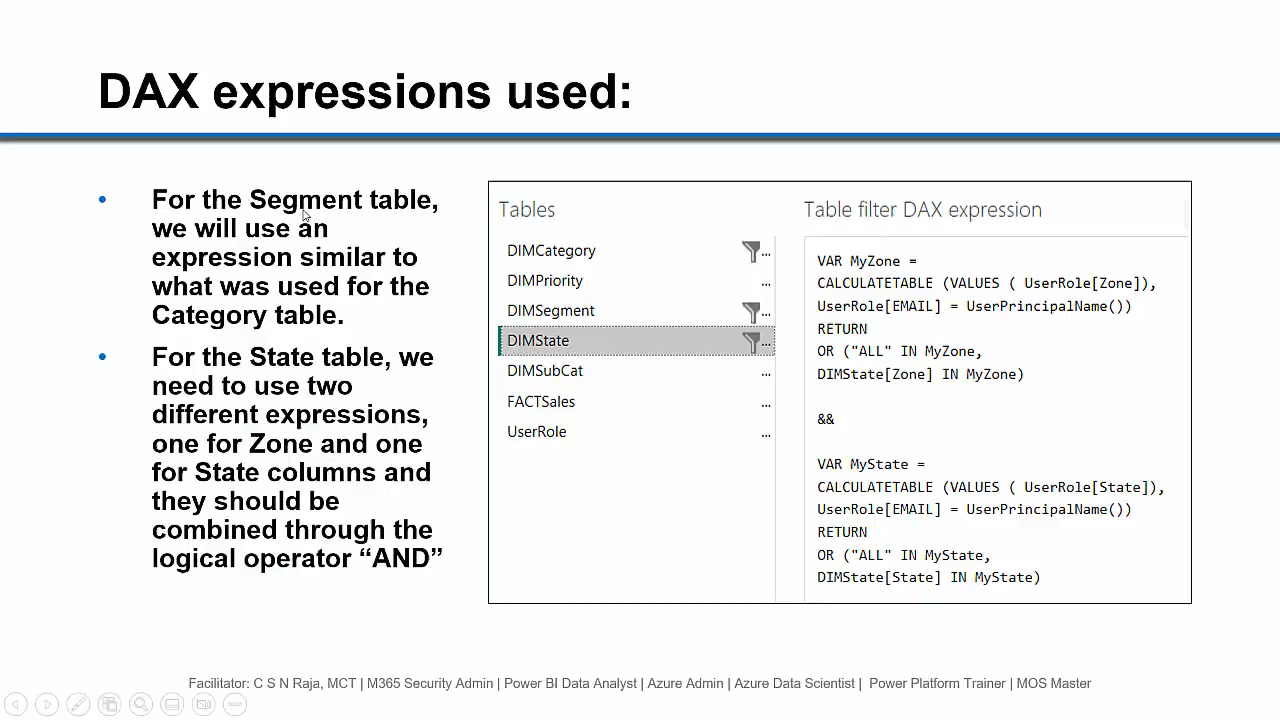 DAX expressions used:
• For the Segment table,
we will use an
expression similar to
what was used for the
Category table.
• For the State table, we
need to use two
different expressions,
one for Zone and one
for State columns and
they should be
combined through the
logical operator “AND”
Tables
DIMCategory ...
DIMPriority ...
DIMSegment ...
DIMState ...
DIMSubCat ...
FACTSales ...
UserRole ...
Table filter DAX expression
VAR MyZone =
CALCULATETABLE (VALUES ( UserRole[Zone]),
UserRole[EMAIL] = UserPrincipalName())
RETURN
OR ("ALL" IN MyZone,
DIMState[Zone] IN MyZone)
&&
VAR MyState =
CALCULATETABLE (VALUES ( UserRole[State]),
UserRole[EMAIL] = UserPrincipalName())
RETURN
OR ("ALL" IN MyState,
DIMState[State] IN MyState)
Facilitator: C S N Raja, MCT | M365 Security Admin | Power BI Data Analyst | Azure Admin | Azure Data Scientist | Power Platform Trainer | MOS Master